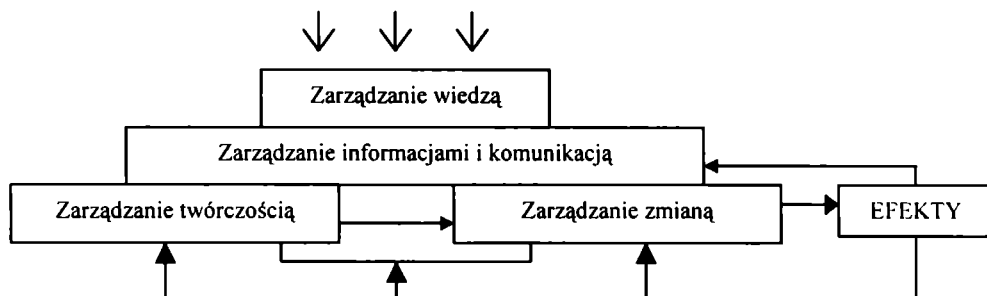 Zarządzanie wiedzą
Zarządzanie informacjami i komunikacją
Zarządzanie twórczością
Zarządzanie zmianą
EFEKTY